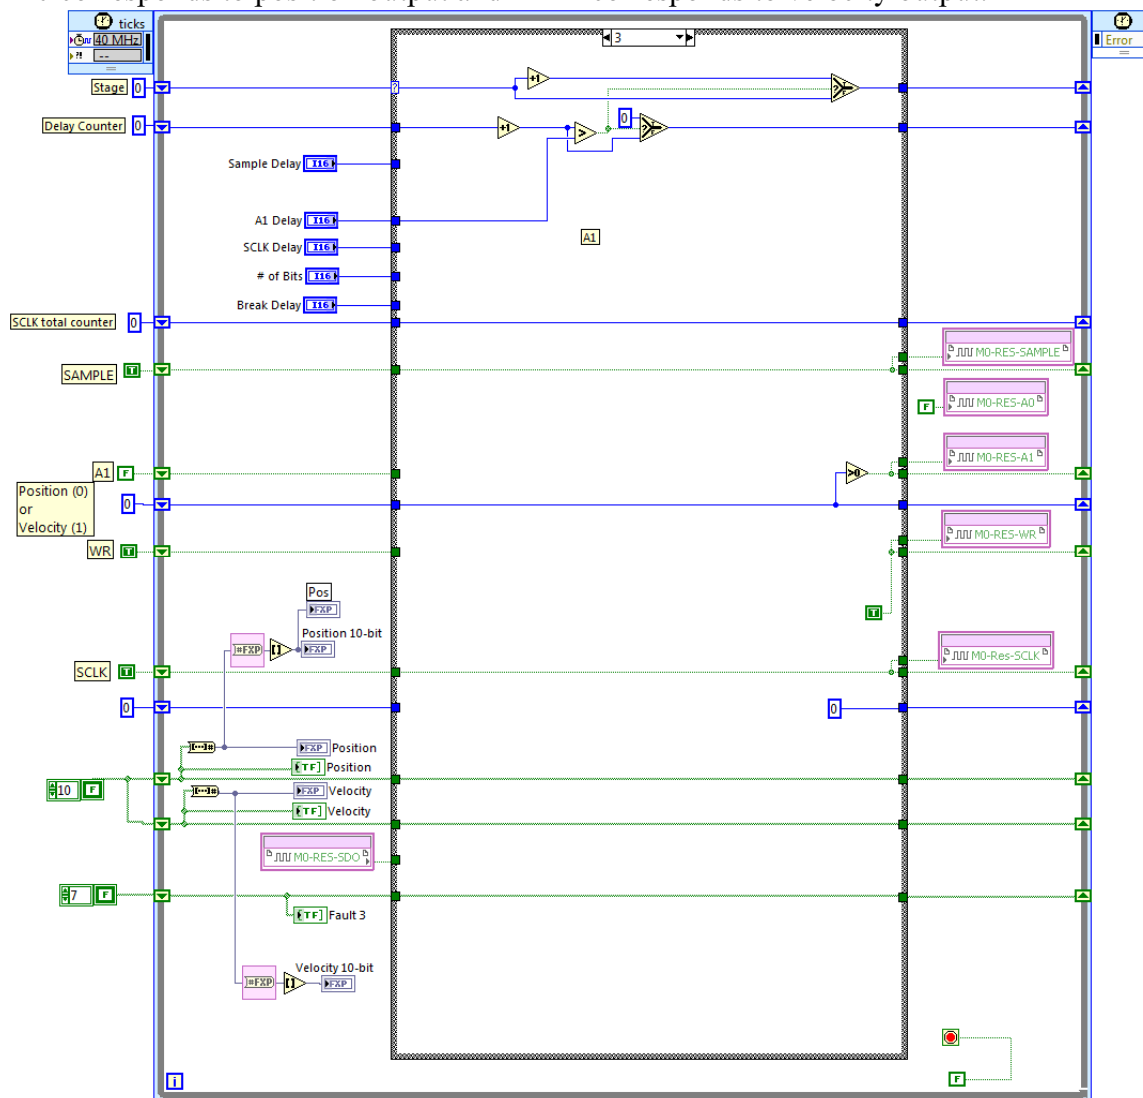 ticks
40 MHz
--
Error
3
Stage 0
+1
?
Delay Counter 0
+1
>
0
Sample Delay I16
A1 Delay I16
A1
SCLK Delay I16
# of Bits I16
Break Delay I16
SCLK total counter 0
M0-RES-SAMPLE
SAMPLE T
F M0-RES-A0
M0-RES-A1
A1 F
>0
Position (0)
or
Velocity (1)
0
M0-RES-WR
WR T
T
Pos
FXP
Position 10-bit
#FXP
FXP
M0-Res-SCLK
SCLK T
0
0
FXP Position
TF Position
10 F
FXP Velocity
TF Velocity
M0-RES-SDO
7 F
TF Fault 3
Velocity 10-bit
#FXP
FXP
F
i